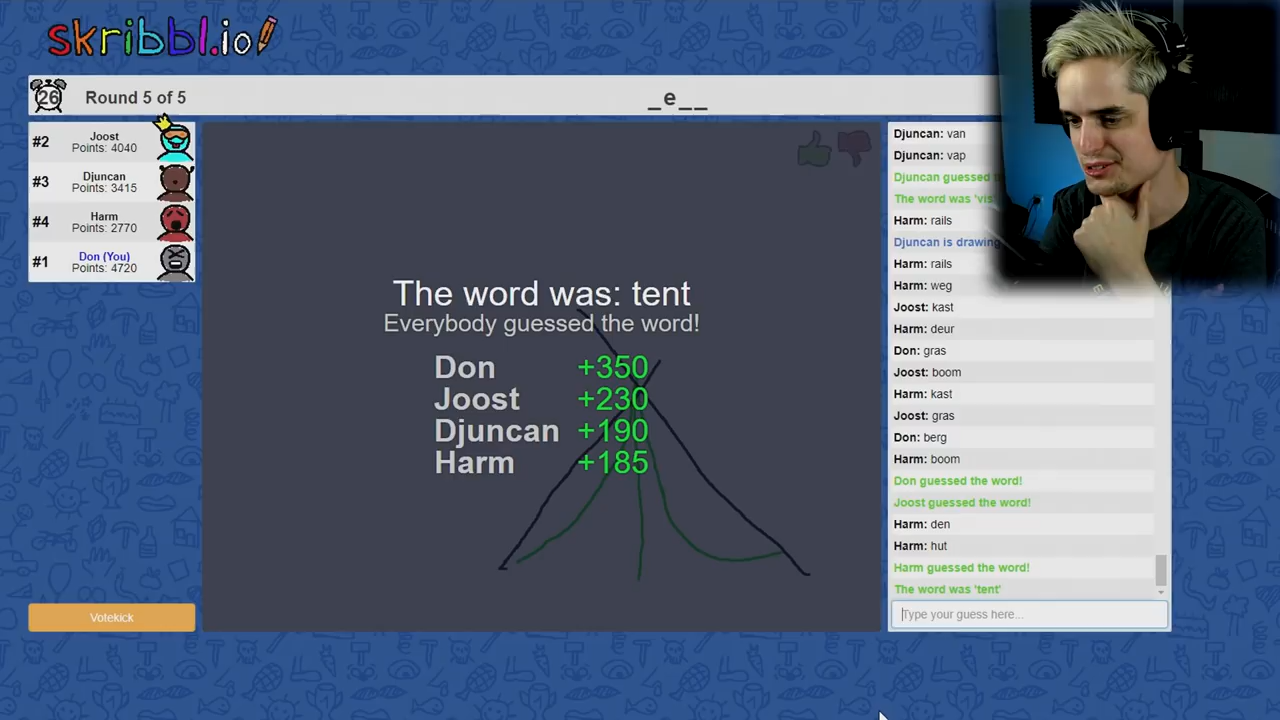 skribbl.io
26
Round 5 of 5
_e__
#2
Joost
Points: 4040
#3
Djuncan
Points: 3415
#4
Harm
Points: 2770
#1
Don (You)
Points: 4720
Votekick
The word was: tent
Everybody guessed the word!
Don +350
Joost +230
Djuncan +190
Harm +185
Djuncan: van
Djuncan: vap
Djuncan guessed
The word was 'vis
Harm: rails
Djuncan is drawing
Harm: rails
Harm: weg
Joost: kast
Harm: deur
Don: gras
Joost: boom
Harm: kast
Joost: gras
Don: berg
Harm: boom
Don guessed the word!
Joost guessed the word!
Harm: den
Harm: hut
Harm guessed the word!
The word was 'tent'
Type your guess here...